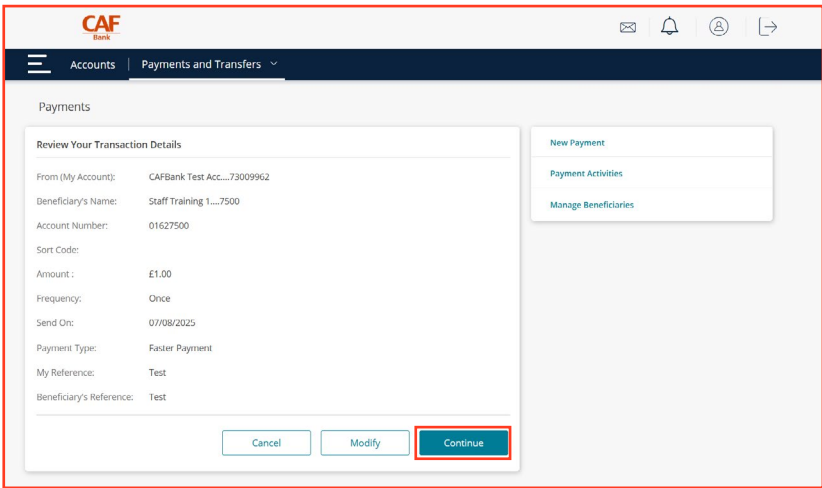 CAF
Bank
Accounts | Payments and Transfers
Payments
Review Your Transaction Details
From (My Account): CAFBank Test Acc....73009962
Beneficiary's Name: Staff Training 1....7500
Account Number: 01627500
Sort Code:
Amount : £1.00
Frequency: Once
Send On: 07/08/2025
Payment Type: Faster Payment
My Reference: Test
Beneficiary's Reference: Test
Cancel Modify Continue
New Payment
Payment Activities
Manage Beneficiaries